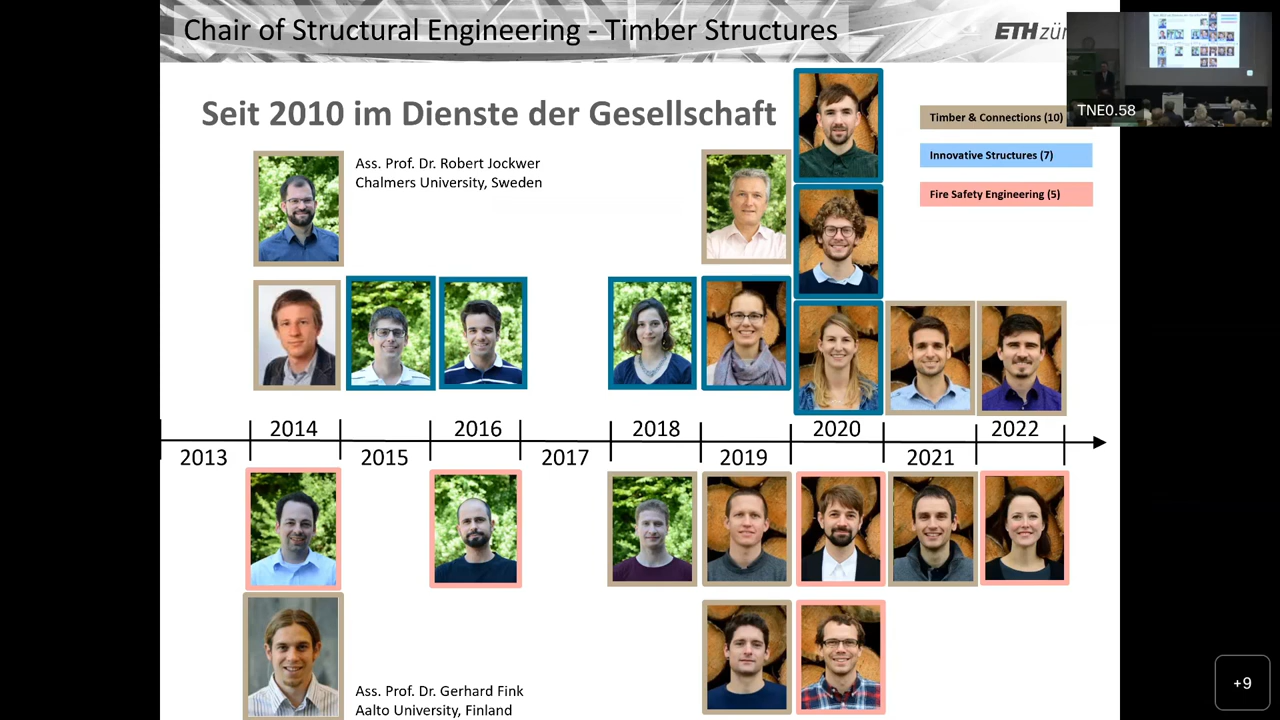 Chair of Structural Engineering - Timber Structures
ETH zür
TNE0.58
Seit 2010 im Dienste der Gesellschaft
Timber & Connections (10)
Innovative Structures (7)
Fire Safety Engineering (5)
Ass. Prof. Dr. Robert Jockwer
Chalmers University, Sweden
2014
2016
2018
2020
2022
2013
2015
2017
2019
2021
Ass. Prof. Dr. Gerhard Fink
Aalto University, Finland
+9